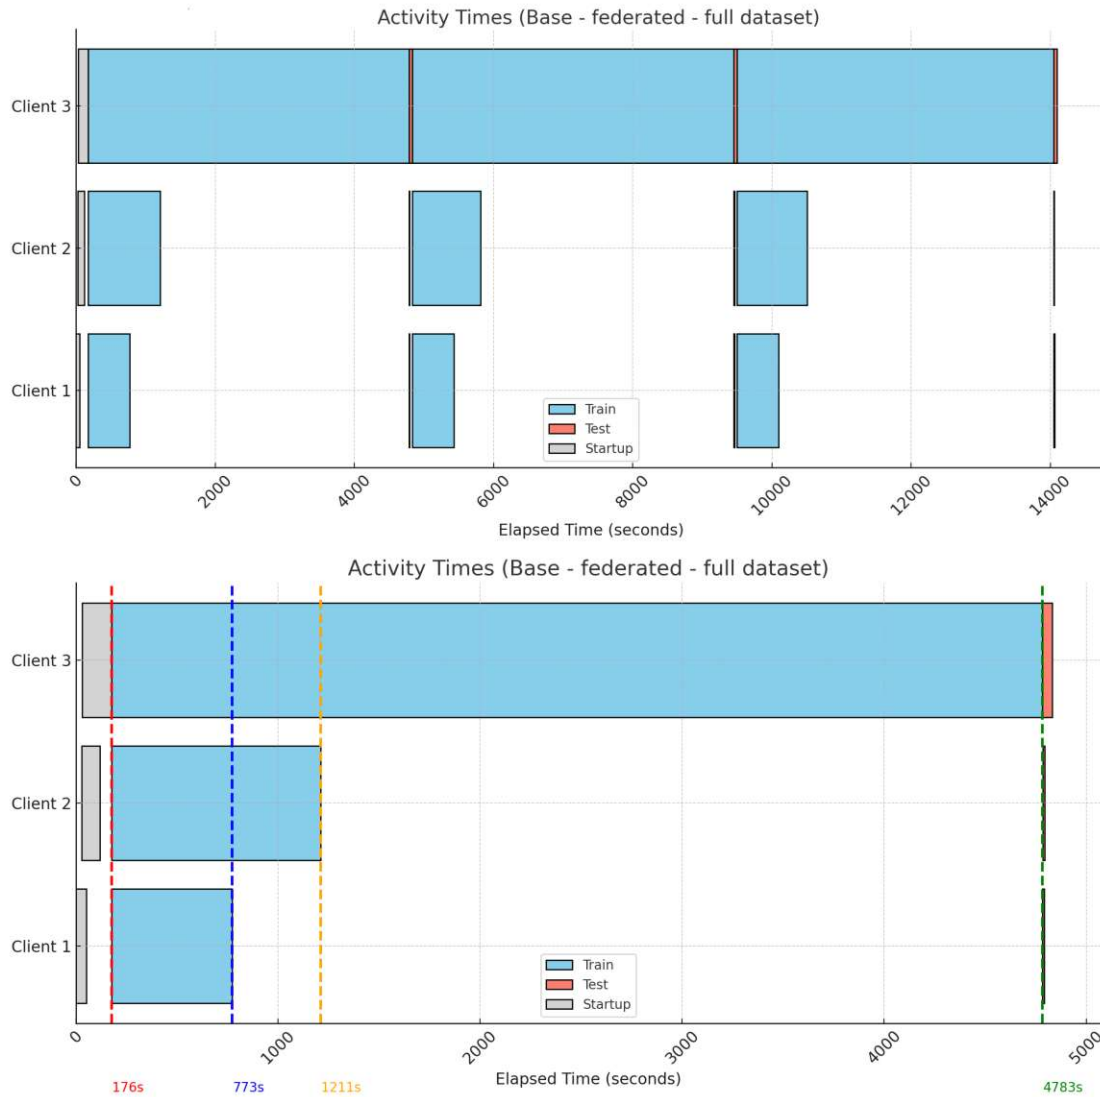 Activity Times (Base - federated - full dataset)
Client 3
Client 2
Client 1
Train
Test
Startup
0 2000 4000 6000 8000 10000 12000 14000
Elapsed Time (seconds)
Activity Times (Base - federated - full dataset)
Client 3
Client 2
Client 1
Train
Test
Startup
0 1000 2000 3000 4000 5000
Elapsed Time (seconds)
176s 773s 1211s 4783s